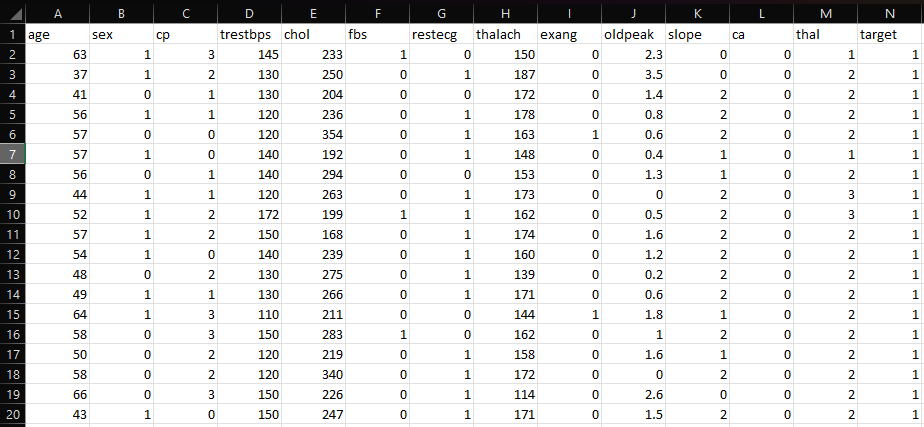 A B C D E F G H I J K L M N
1 age sex cp trestbps chol fbs restecg thalach exang oldpeak slope ca thal target
2 63 1 3 145 233 1 0 150 0 2.3 0 0 1 1
3 37 1 2 130 250 0 1 187 0 3.5 0 0 2 1
4 41 0 1 130 204 0 0 172 0 1.4 2 0 2 1
5 56 1 1 120 236 0 1 178 0 0.8 2 0 2 1
6 57 0 0 120 354 0 1 163 1 0.6 2 0 2 1
7 57 1 0 140 192 0 1 148 0 0.4 1 0 1 1
8 56 0 1 140 294 0 0 153 0 1.3 1 0 2 1
9 44 1 1 120 263 0 1 173 0 0 2 0 3 1
10 52 1 2 172 199 1 1 162 0 0.5 2 0 3 1
11 57 1 2 150 168 0 1 174 0 1.6 2 0 2 1
12 54 1 0 140 239 0 1 160 0 1.2 2 0 2 1
13 48 0 2 130 275 0 1 139 0 0.2 2 0 2 1
14 49 1 1 130 266 0 1 171 0 0.6 2 0 2 1
15 64 1 3 110 211 0 0 144 1 1.8 1 0 2 1
16 58 0 3 150 283 1 0 162 0 1 2 0 2 1
17 50 0 2 120 219 0 1 158 0 1.6 1 0 2 1
18 58 0 2 120 340 0 1 172 0 0 2 0 2 1
19 66 0 3 150 226 0 1 114 0 2.6 0 0 2 1
20 43 1 0 150 247 0 1 171 0 1.5 2 0 2 1